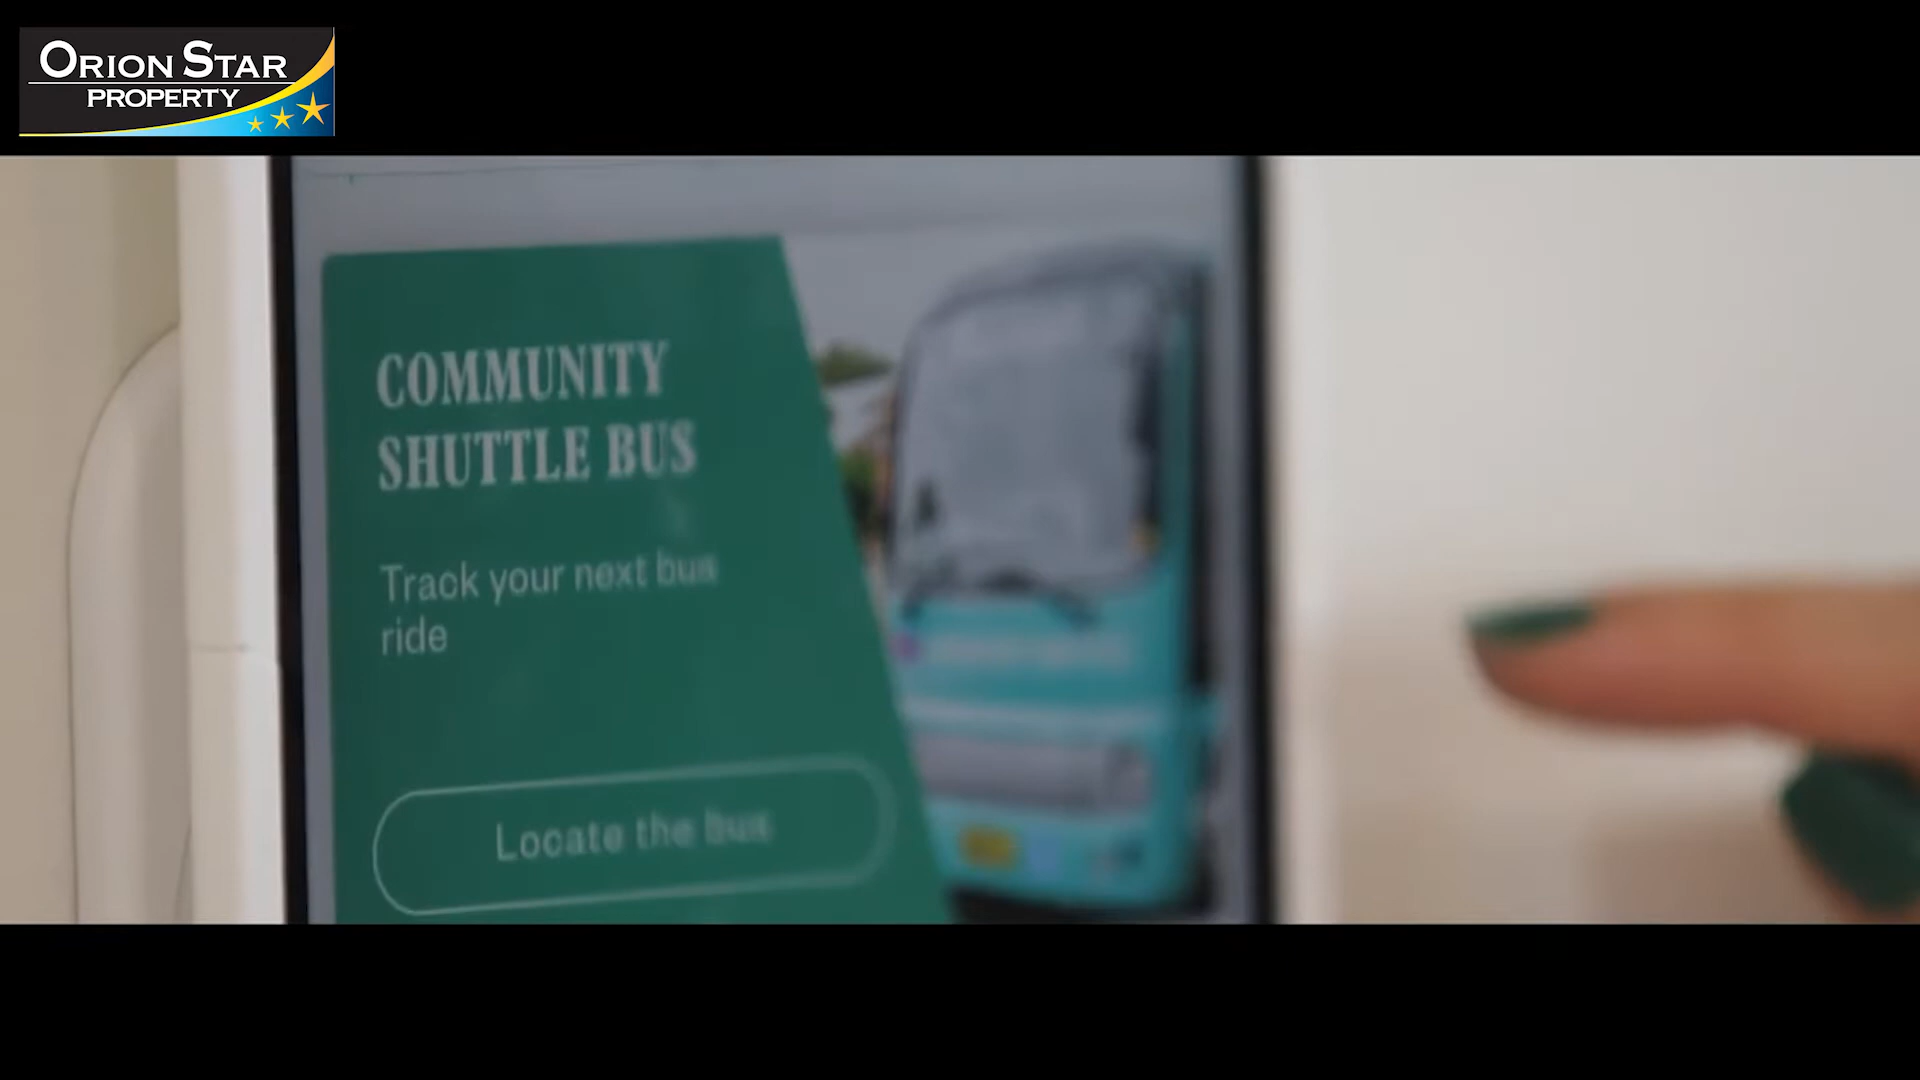 ORION STAR
PROPERTY
COMMUNITY
SHUTTLE BUS
Track your next bus
ride
Locate the bus